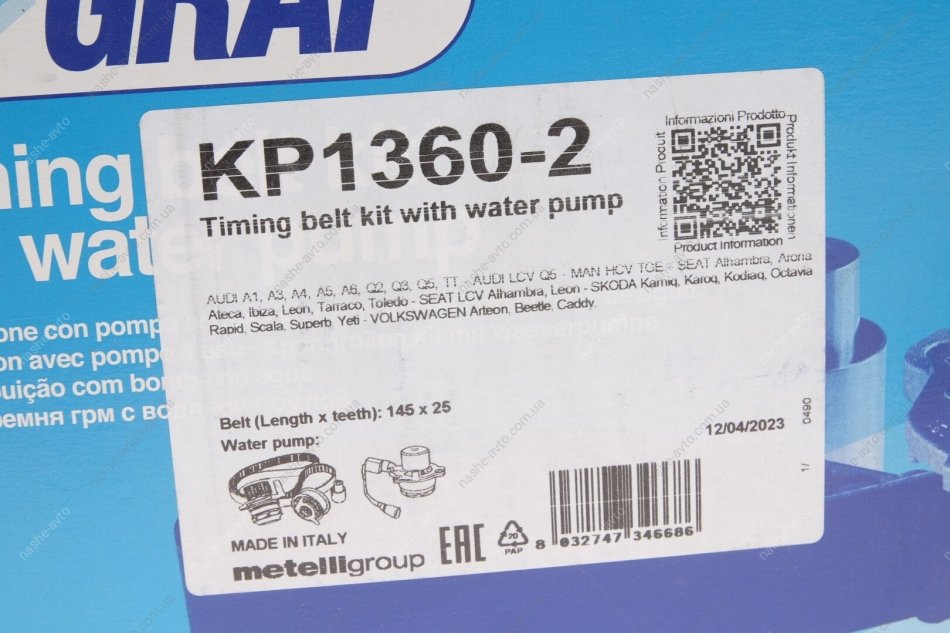 GRAF
KP1360-2
Timing belt kit with water pump
Informazioni Prodotto
Information Produit
Produkt Informationen
Product Information
ning b
wate pump
AUDI A1, A3, A4, A5, A6, Q2, Q3, Q5, TT - AUDI LCV Q5 - MAN HCV TGE - SEAT Alhambra, Arona
Ateca, Ibiza, Leon, Tarraco, Toledo - SEAT LCV Alhambra, Leon - SKODA Kamiq, Karoq, Kodiaq, Octavia
Rapid, Scala, Superb, Yeti - VOLKSWAGEN Arteon, Beetle, Caddy,
one con pompa
on avec pompe
buição com bomb
ремня грм с вод
Belt (Length x teeth): 145 x 25
Water pump:
12/04/2023
1/ 0490
MADE IN ITALY
metelligroup
EAC
20
PAP
8 032747 346686
nashe-avto.com.ua